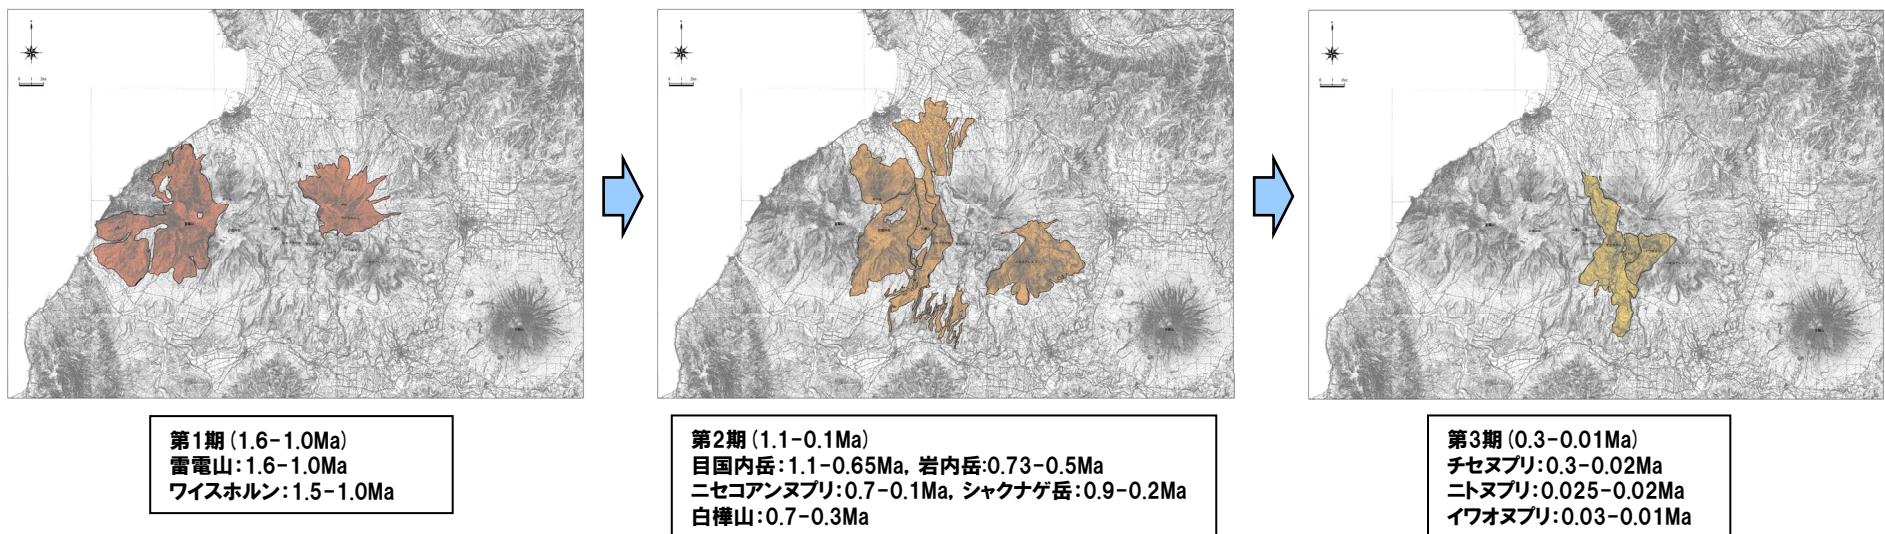 第1期(1.6-1.0Ma)
雷電山:1.6-1.0Ma
ワイスホルン:1.5-1.0Ma
第2期(1.1-0.1Ma)
目国内岳:1.1-0.65Ma, 岩内岳:0.73-0.5Ma
ニセコアンヌプリ:0.7-0.1Ma, シャクナゲ岳:0.9-0.2Ma
白樺山:0.7-0.3Ma
第3期(0.3-0.01Ma)
チセヌプリ:0.3-0.02Ma
ニトヌプリ:0.025-0.02Ma
イワオヌプリ:0.03-0.01Ma